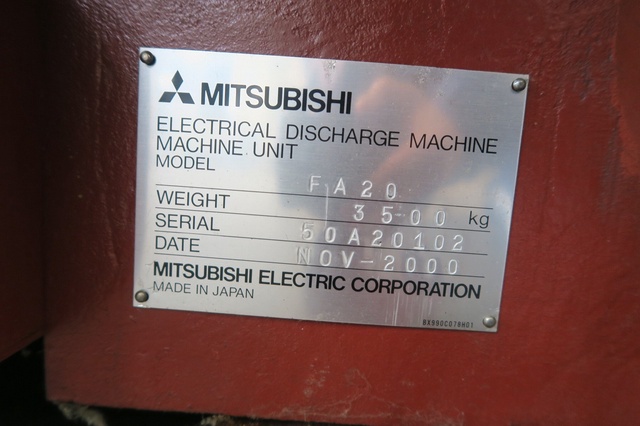 MITSUBISHI
ELECTRICAL DISCHARGE MACHINE
MACHINE UNIT
MODEL FA20
WEIGHT 3500 kg
SERIAL 50A20102
DATE NOV-2000
MITSUBISHI ELECTRIC CORPORATION
MADE IN JAPAN
BX990C078H01